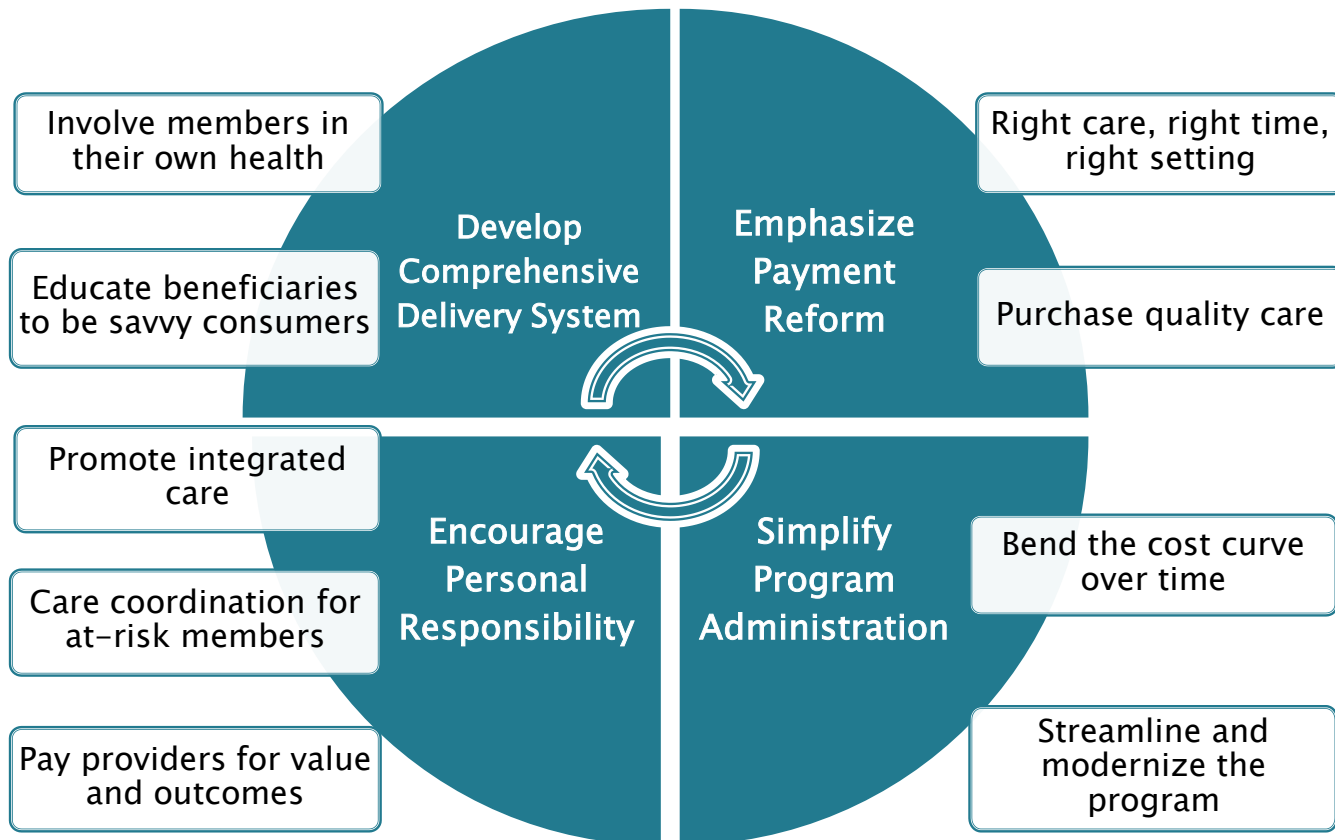 Involve members in
their own health
Educate beneficiaries
to be savvy consumers
Promote integrated
care
Care coordination for
at-risk members
Pay providers for value
and outcomes
Develop
Comprehensive
Delivery System
Emphasize
Payment
Reform
Encourage
Personal
Responsibility
Simplify
Program
Administration
Right care, right time,
right setting
Purchase quality care
Bend the cost curve
over time
Streamline and
modernize the
program